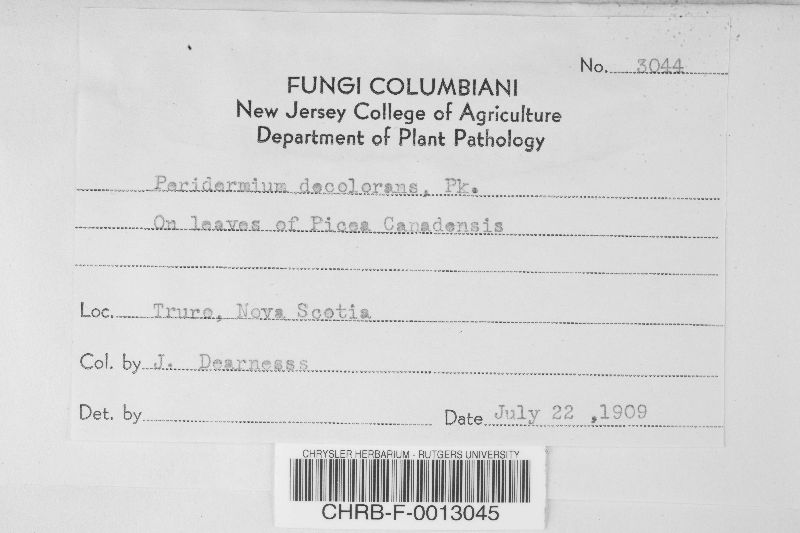 No. 3044
FUNGI COLUMBIANI
New Jersey College of Agriculture
Department of Plant Pathology
Peridermium decolorans, Pk.
On leaves of Picea Canadensis
Loc. Truro, Nova Scotia
Col. by J. Dearnesss
Det. by
Date July 22 ,1909
CHRYSLER HERBARIUM - RUTGERS UNIVERSITY
CHRB-F-0013045